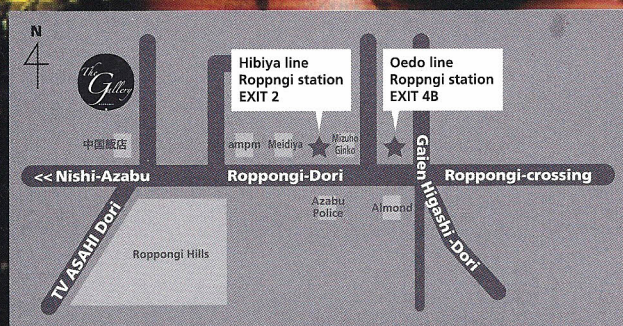 N
The
Gallery
Hibiya line
Roppngi station
EXIT 2
Oedo line
Roppngi station
EXIT 4B
中国飯店
ampm
Meidiya
Mizuho
Ginko
<< Nishi-Azabu
Roppongi-Dori
Roppongi-crossing
Gaien Higashi -Dori
Azabu
Police
Almond
TV ASAHI Dori
Roppongi Hills